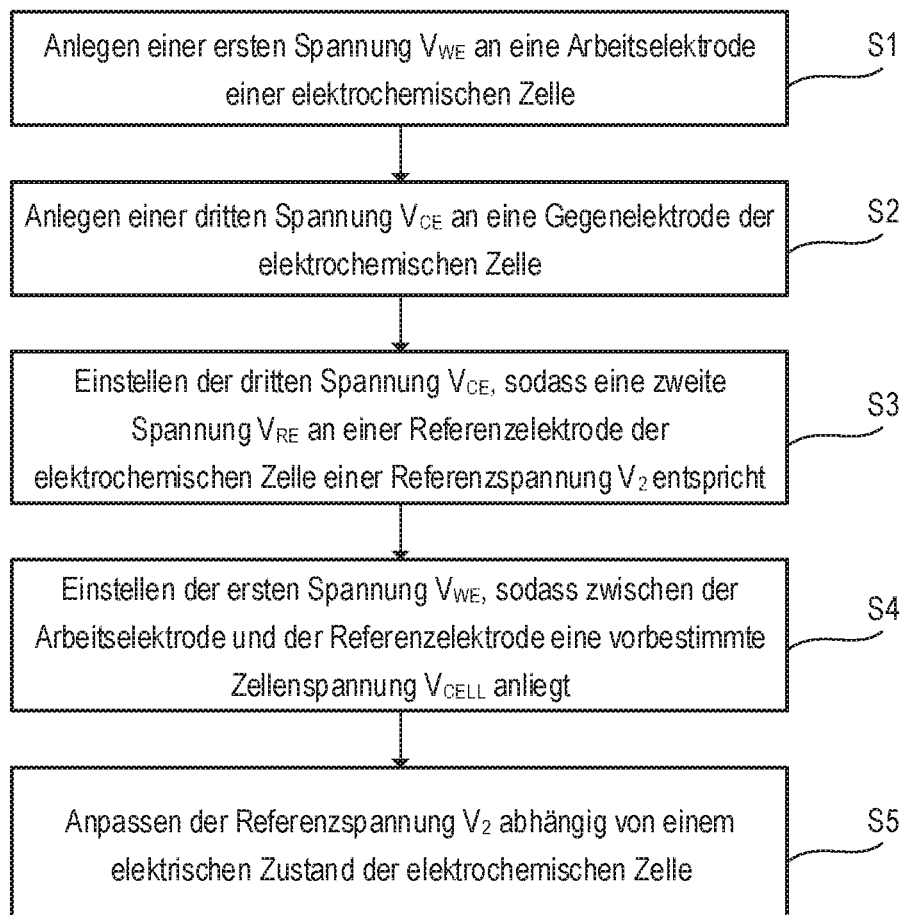 Anlegen einer ersten Spannung V_WE an eine Arbeitselektrode
einer elektrochemischen Zelle
S1
Anlegen einer dritten Spannung V_CE an eine Gegenelektrode der
elektrochemischen Zelle
S2
Einstellen der dritten Spannung V_CE, sodass eine zweite
Spannung V_RE an einer Referenzelektrode der
elektrochemischen Zelle einer Referenzspannung V_2 entspricht
S3
Einstellen der ersten Spannung V_WE, sodass zwischen der
Arbeitselektrode und der Referenzelektrode eine vorbestimmte
Zellenspannung V_CELL anliegt
S4
Anpassen der Referenzspannung V_2 abhängig von einem
elektrischen Zustand der elektrochemischen Zelle
S5